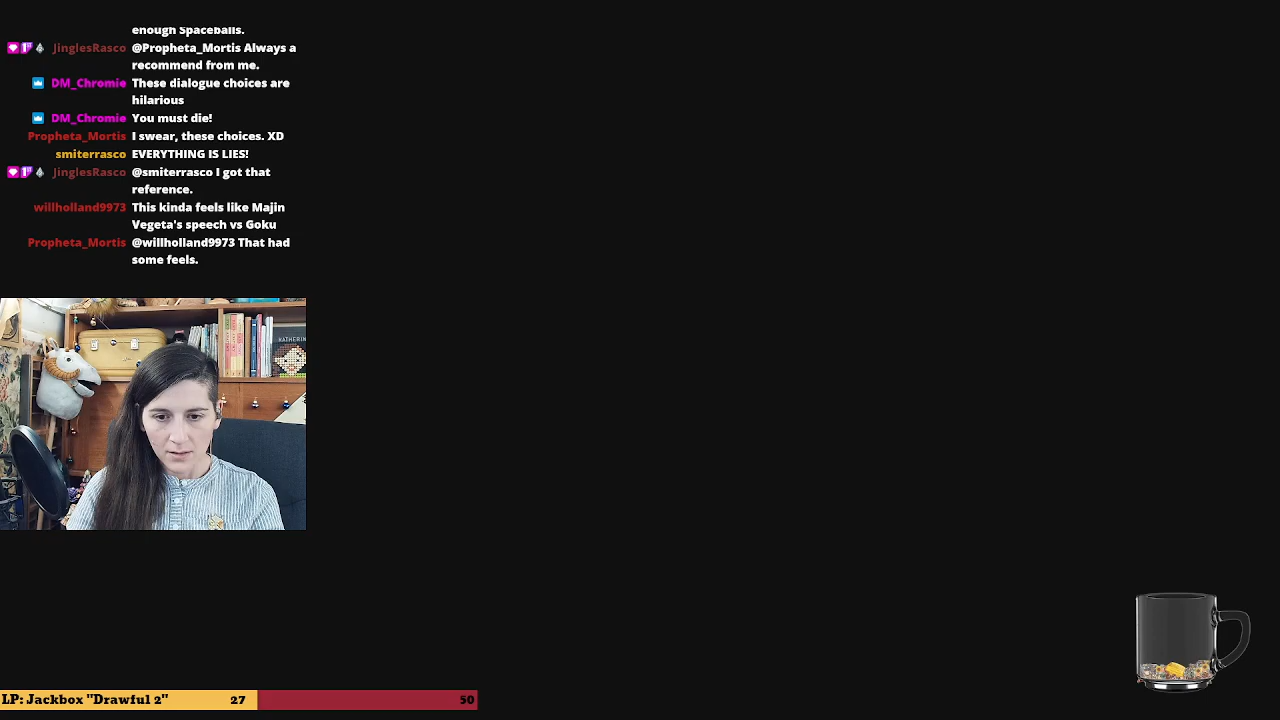 enough Spaceballs.
JinglesRasco @Propheta_Mortis Always a
recommend from me.
DM_Chromie These dialogue choices are
hilarious
DM_Chromie You must die!
Propheta_Mortis I swear, these choices. XD
smiterrasco EVERYTHING IS LIES!
JinglesRasco @smiterrasco I got that
reference.
willholland9973 This kinda feels like Majin
Vegeta's speech vs Goku
Propheta_Mortis @willholland9973 That had
some feels.
KATHERIN
LP: Jackbox "Drawful 2" 27 50